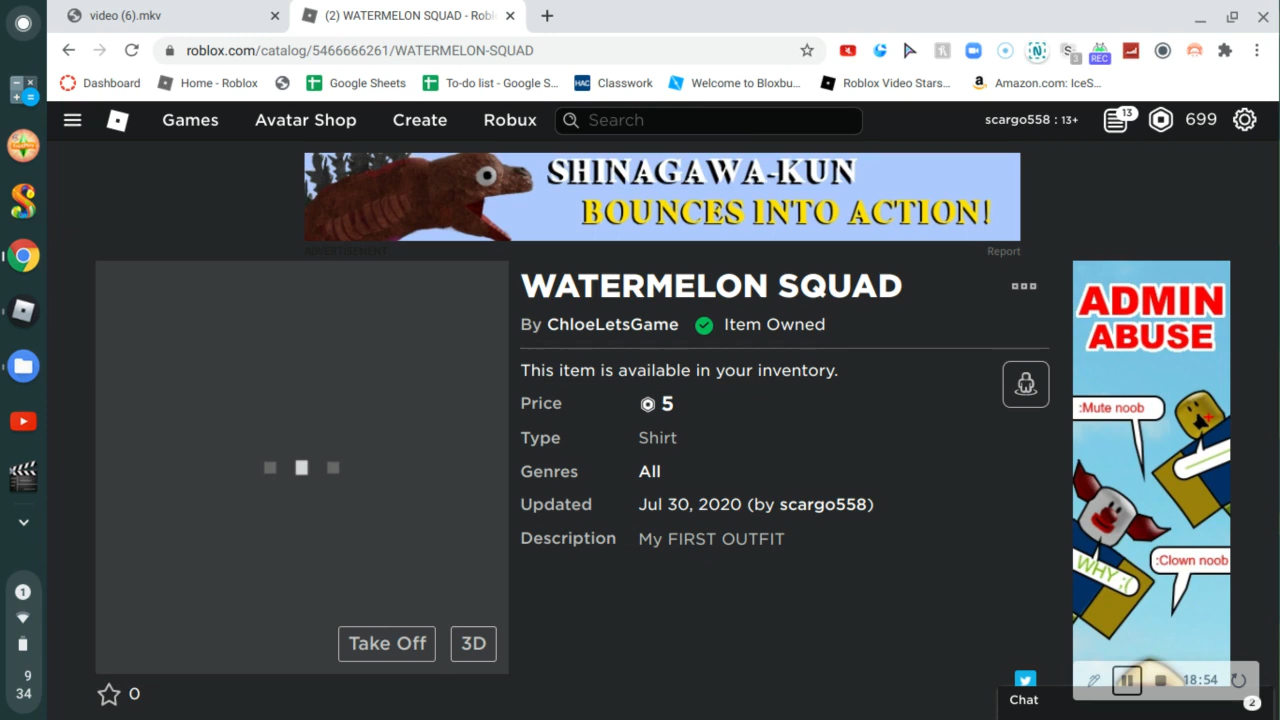 video (6).mkv
(2) WATERMELON SQUAD - Robl
roblox.com/catalog/5466666261/WATERMELON-SQUAD
S
3
REC
Dashboard
Home - Roblox
Google Sheets
To-do list - Google S...
HAC
Classwork
Welcome to Bloxbu...
Roblox Video Stars...
Amazon.com: IceS...
Games
Avatar Shop
Create
Robux
Search
scargo558 : 13+
13
699
SHINAGAWA-KUN
BOUNCES INTO ACTION!
ADVERTISEMENT
Report
WATERMELON SQUAD
By ChloeLetsGame
Item Owned
This item is available in your inventory.
Price
5
Type
Shirt
Genres
All
Updated
Jul 30, 2020 (by scargo558)
Description
My FIRST OUTFIT
Take Off
3D
0
ADMIN
ABUSE
:Mute noob
:Clown noob
WHY :(
18:54
Chat
2
1
9
34